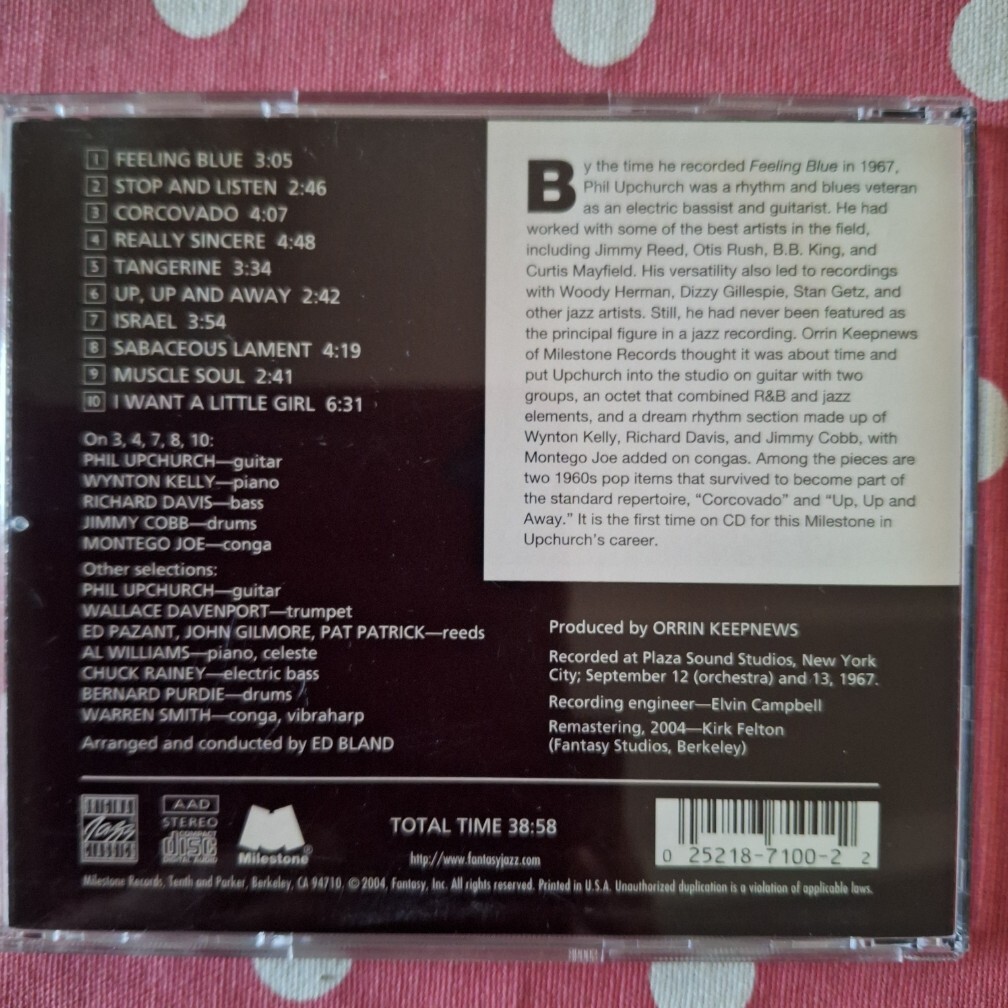 1 FEELING BLUE 3:05
2 STOP AND LISTEN 2:46
3 CORCOVADO 4:07
4 REALLY SINCERE 4:48
5 TANGERINE 3:34
6 UP, UP AND AWAY 2:42
7 ISRAEL 3:54
8 SABACEOUS LAMENT 4:19
9 MUSCLE SOUL 2:41
10 I WANT A LITTLE GIRL 6:31
On 3, 4, 7, 8, 10:
PHIL UPCHURCH—guitar
WYNTON KELLY—piano
RICHARD DAVIS—bass
JIMMY COBB—drums
MONTEGO JOE—conga
Other selections:
PHIL UPCHURCH—guitar
WALLACE DAVENPORT—trumpet
ED PAZANT, JOHN GILMORE, PAT PATRICK—reeds
AL WILLIAMS—piano, celeste
CHUCK RAINEY—electric bass
BERNARD PURDIE—drums
WARREN SMITH—conga, vibraharp
Arranged and conducted by ED BLAND
By the time he recorded Feeling Blue in 1967,
Phil Upchurch was a rhythm and blues veteran
as an electric bassist and guitarist. He had
worked with some of the best artists in the field,
including Jimmy Reed, Otis Rush, B.B. King, and
Curtis Mayfield. His versatility also led to recordings
with Woody Herman, Dizzy Gillespie, Stan Getz, and
other jazz artists. Still, he had never been featured as
the principal figure in a jazz recording. Orrin Keepnews
of Milestone Records thought it was about time and
put Upchurch into the studio on guitar with two
groups, an octet that combined R&B and jazz
elements, and a dream rhythm section made up of
Wynton Kelly, Richard Davis, and Jimmy Cobb, with
Montego Joe added on congas. Among the pieces are
two 1960s pop items that survived to become part of
the standard repertoire, “Corcovado” and “Up, Up and
Away.” It is the first time on CD for this Milestone in
Upchurch’s career.
Produced by ORRIN KEEPNEWS
Recorded at Plaza Sound Studios, New York
City; September 12 (orchestra) and 13, 1967.
Recording engineer—Elvin Campbell
Remastering, 2004—Kirk Felton
(Fantasy Studios, Berkeley)
Jazz
CLASSICS
AAD
STEREO
COMPACT
disc
DIGITAL AUDIO
Milestone®
TOTAL TIME 38:58
http://www.fantasyjazz.com
0 25218-7100-2 2
Milestone Records, Tenth and Parker, Berkeley, CA 94710. © 2004, Fantasy, Inc. All rights reserved. Printed in U.S.A. Unauthorized duplication is a violation of applicable laws.